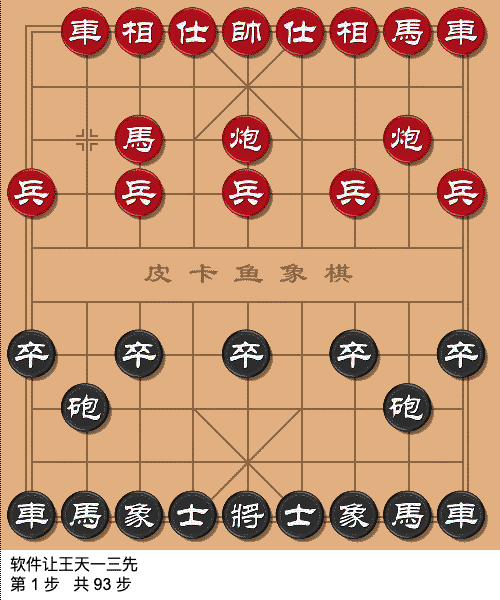 車相仕帥仕相馬車
馬炮炮
兵兵兵兵兵
皮卡鱼象棋
卒卒卒卒卒
砲砲
車馬象士將士象馬車
软件让王天一三先
第 1 步 共 93 步